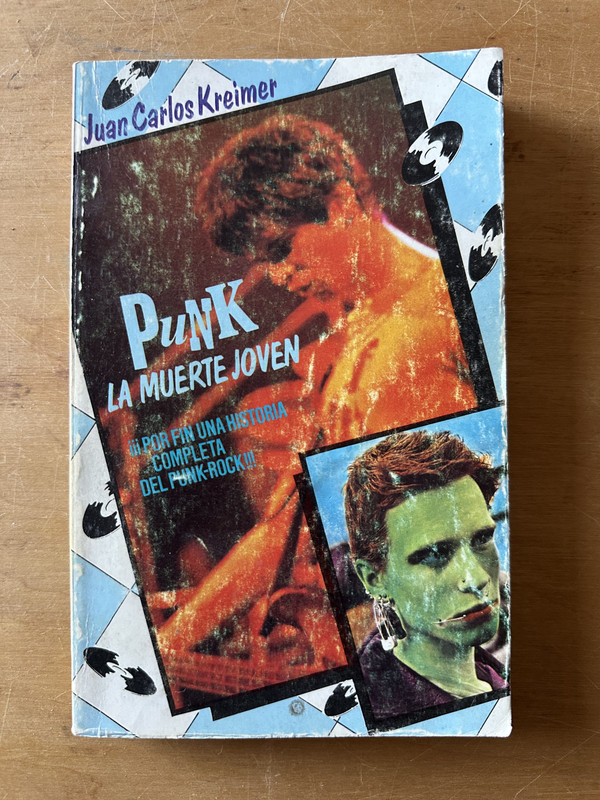 Juan Carlos Kreimer
PUNK
LA MUERTE JOVEN
¡¡¡POR FIN UNA HISTORIA
COMPLETA
DEL PUNK-ROCK!!!